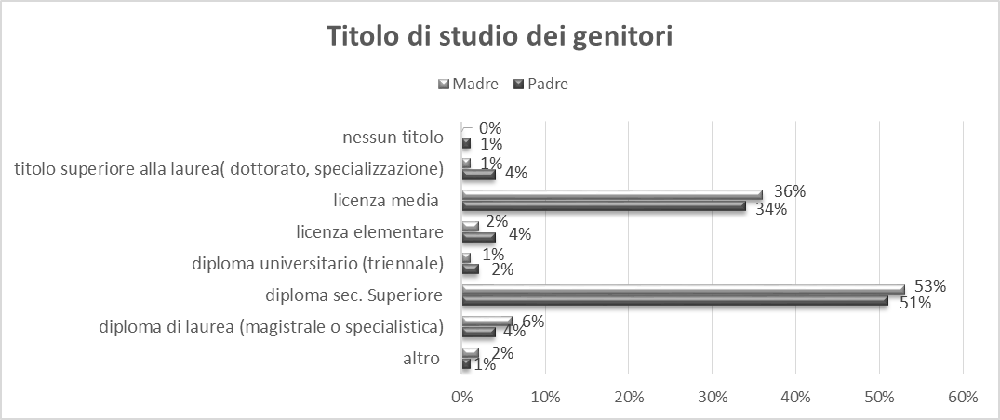 Titolo di studio dei genitori
Madre Padre
nessun titolo 0%
1%
titolo superiore alla laurea( dottorato, specializzazione) 1%
4%
licenza media 36%
34%
licenza elementare 2%
4%
diploma universitario (triennale) 1%
2%
diploma sec. Superiore 53%
51%
diploma di laurea (magistrale o specialistica) 6%
4%
altro 2%
1%
0% 10% 20% 30% 40% 50% 60%